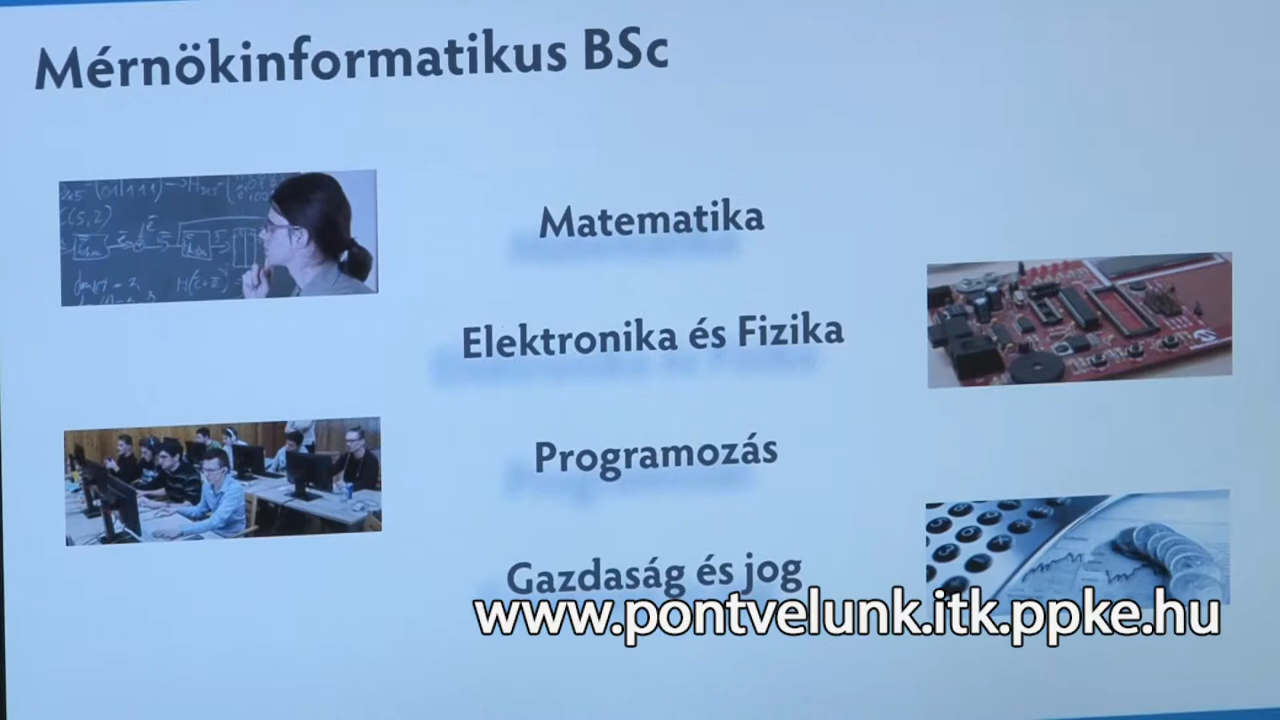 Mérnökinformatikus BSc
Matematika
Elektronika és Fizika
Programozás
Gazdaság és jog
www.pontvelunk.itk.ppke.hu